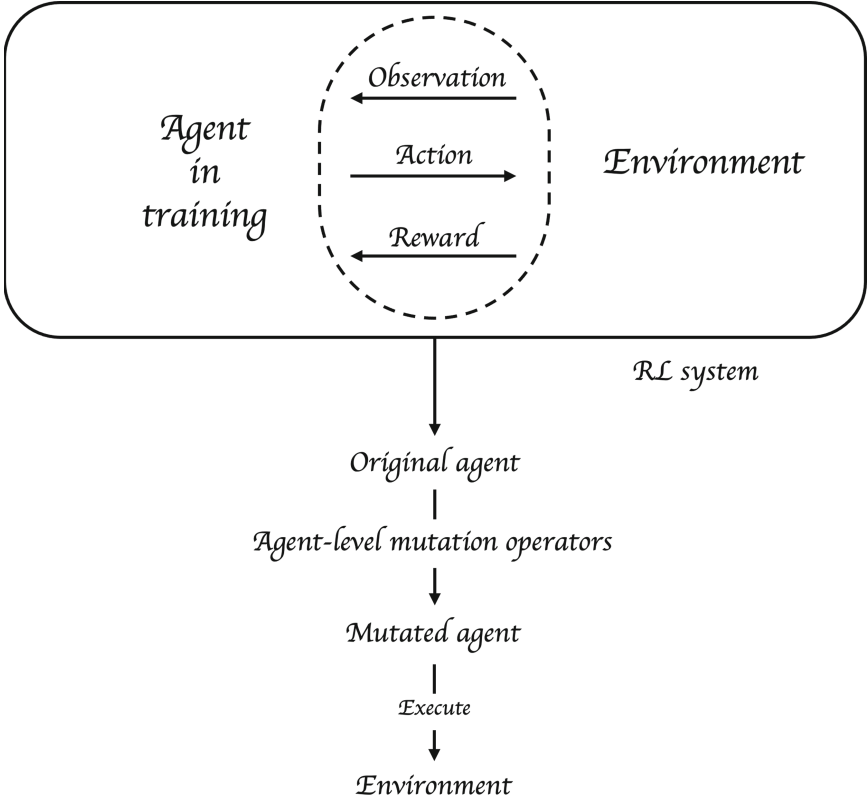 Observation
Agent
in
training
Action
Environment
Reward
RL system
Original agent
Agent-level mutation operators
Mutated agent
Execute
Environment